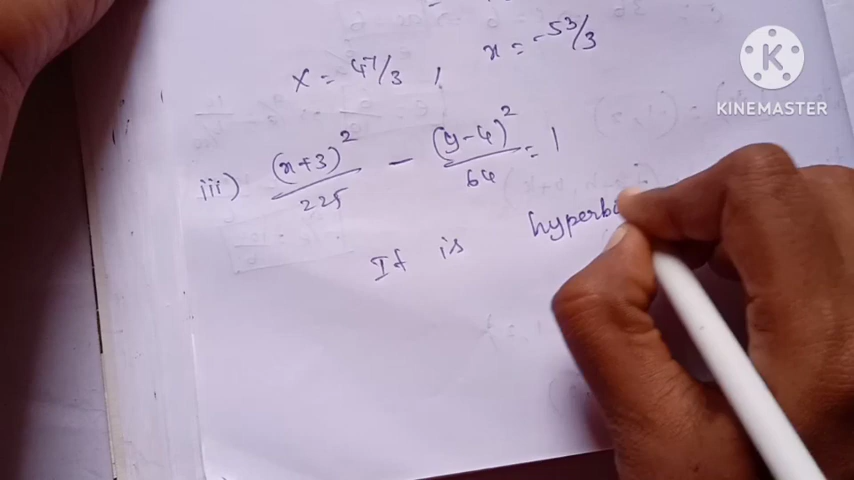 x = 47/3 , x = -53/3
KINEMASTER
iii) (x+3)²/225 - (y-4)²/64 = 1
It is hyperb